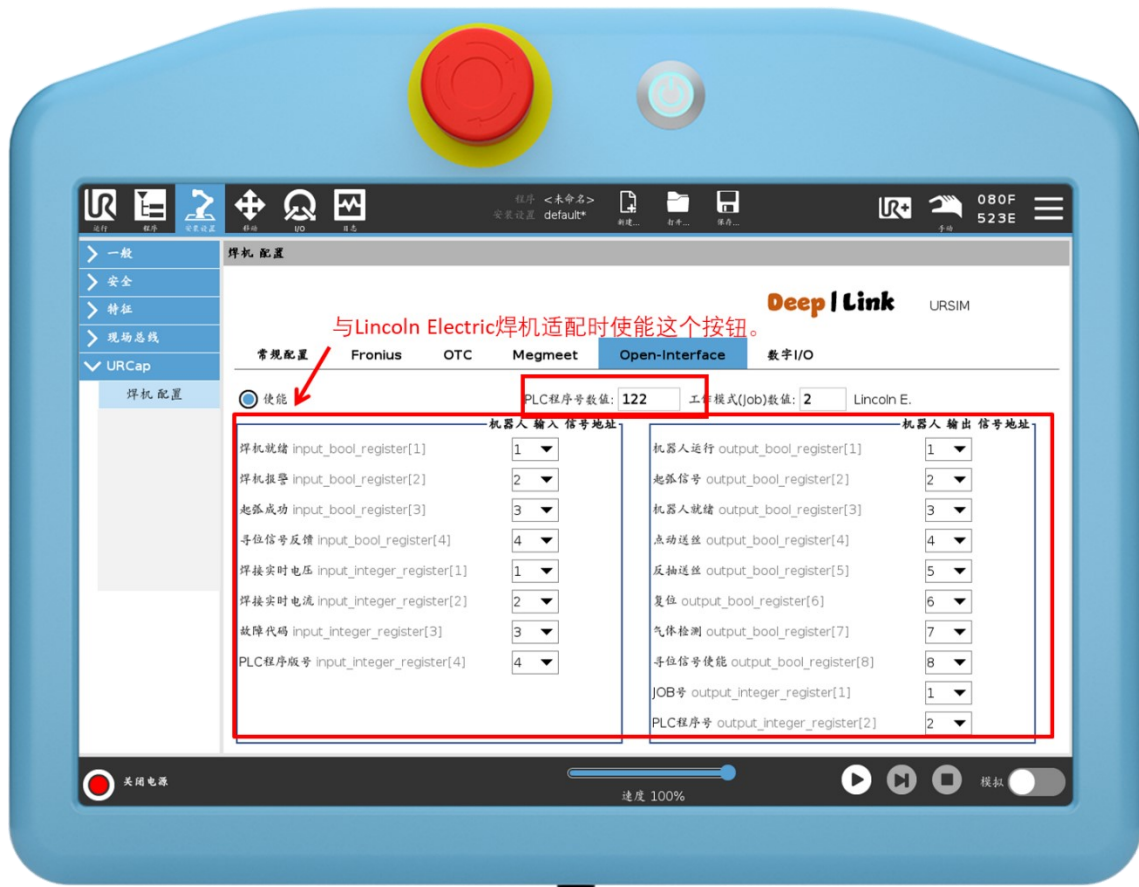 UR
UR+
运行
程序
安装设置
移动
I/O
日志
程序 <未命名>
安装设置 default*
新建...
打开...
保存...
手动
080F
523E
一般
安全
特征
现场总线
URCap
焊机 配置
焊机 配置
Deep|Link URSIM
与Lincoln Electric焊机适配时使能这个按钮。
常规配置 Fronius OTC Megmeet Open-Interface 数字I/O
使能 PLC程序号数值: 122 工作模式(Job)数值: 2 Lincoln E.
机器人 输入 信号地址
焊机就绪 input_bool_register[1] 1
焊机报警 input_bool_register[2] 2
起弧成功 input_bool_register[3] 3
寻位信号反馈 input_bool_register[4] 4
焊接实时电压 input_integer_register[1] 1
焊接实时电流 input_integer_register[2] 2
故障代码 input_integer_register[3] 3
PLC程序版号 input_integer_register[4] 4
机器人 输出 信号地址
机器人运行 output_bool_register[1] 1
起弧信号 output_bool_register[2] 2
机器人就绪 output_bool_register[3] 3
点动送丝 output_bool_register[4] 4
反抽送丝 output_bool_register[5] 5
复位 output_bool_register[6] 6
气体检测 output_bool_register[7] 7
寻位信号使能 output_bool_register[8] 8
JOB号 output_integer_register[1] 1
PLC程序号 output_integer_register[2] 2
关闭电源
速度 100%
模拟